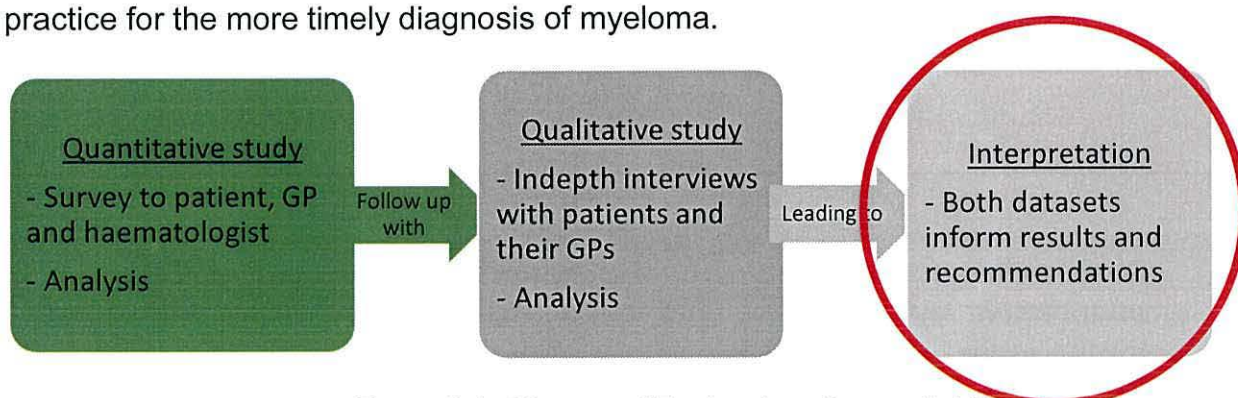 practice for the more timely diagnosis of myeloma.
Quantitative study
- Survey to patient, GP
and haematologist
- Analysis
Follow up
with
Qualitative study
- Indepth interviews
with patients and
their GPs
- Analysis
Leading to
Interpretation
- Both datasets
inform results and
recommendations